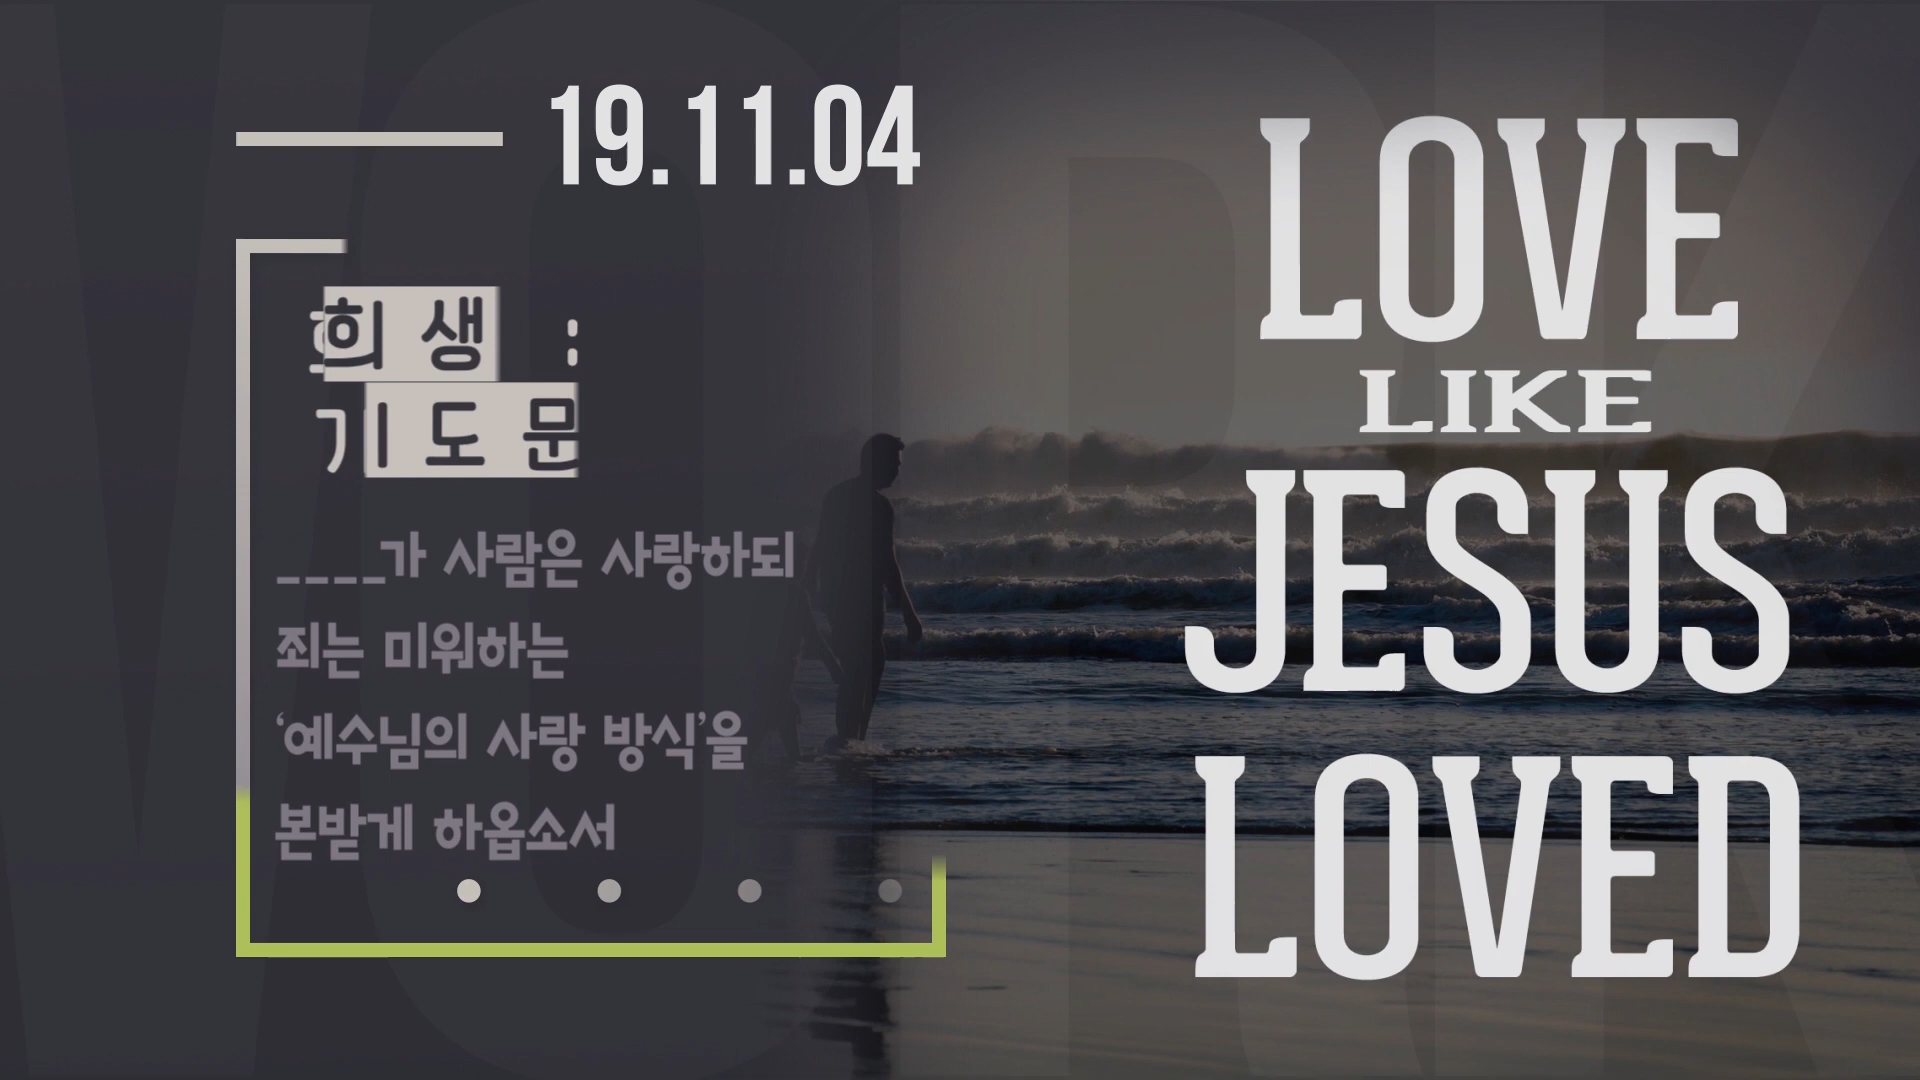 19.11.04
희생 :
기도문
____가 사람은 사랑하되
죄는 미워하는
‘예수님의 사랑 방식’을
본받게 하옵소서
LOVE
LIKE
JESUS
LOVED